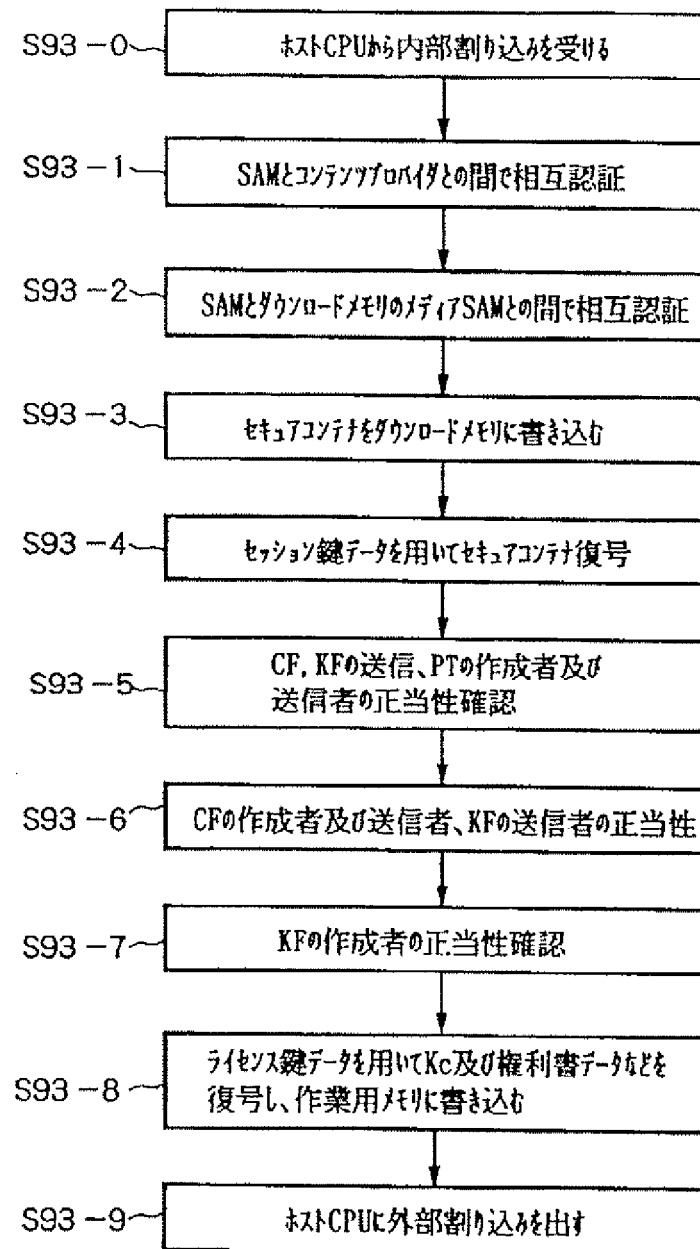 S93-0 ホストCPUから内部割り込みを受ける
S93-1 SAMとコンテンツプロバイダとの間で相互認証
S93-2 SAMとダウンロードメモリのメディアSAMとの間で相互認証
S93-3 セキュアコンテナをダウンロードメモリに書き込む
S93-4 セッション鍵データを用いてセキュアコンテナ復号
S93-5 CF, KFの送信、PTの作成者及び
送信者の正当性確認
S93-6 CFの作成者及び送信者、KFの送信者の正当性
S93-7 KFの作成者の正当性確認
S93-8 ライセンス鍵データを用いてKc及び権利書データなどを
復号し、作業用メモリに書き込む
S93-9 ホストCPUに外部割り込みを出す